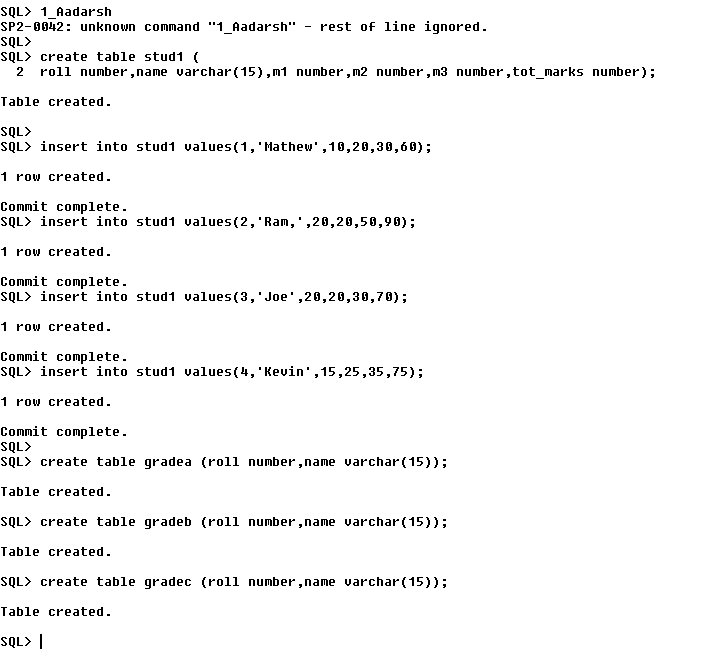 SQL> 1_Aadarsh
SP2-0042: unknown command "1_Aadarsh" - rest of line ignored.
SQL>
SQL> create table stud1 (
  2  roll number,name varchar(15),m1 number,m2 number,m3 number,tot_marks number);
Table created.
SQL>
SQL> insert into stud1 values(1,'Mathew',10,20,30,60);
1 row created.
Commit complete.
SQL> insert into stud1 values(2,'Ram,',20,20,50,90);
1 row created.
Commit complete.
SQL> insert into stud1 values(3,'Joe',20,20,30,70);
1 row created.
Commit complete.
SQL> insert into stud1 values(4,'Kevin',15,25,35,75);
1 row created.
Commit complete.
SQL>
SQL> create table gradea (roll number,name varchar(15));
Table created.
SQL> create table gradeb (roll number,name varchar(15));
Table created.
SQL> create table gradec (roll number,name varchar(15));
Table created.
SQL>